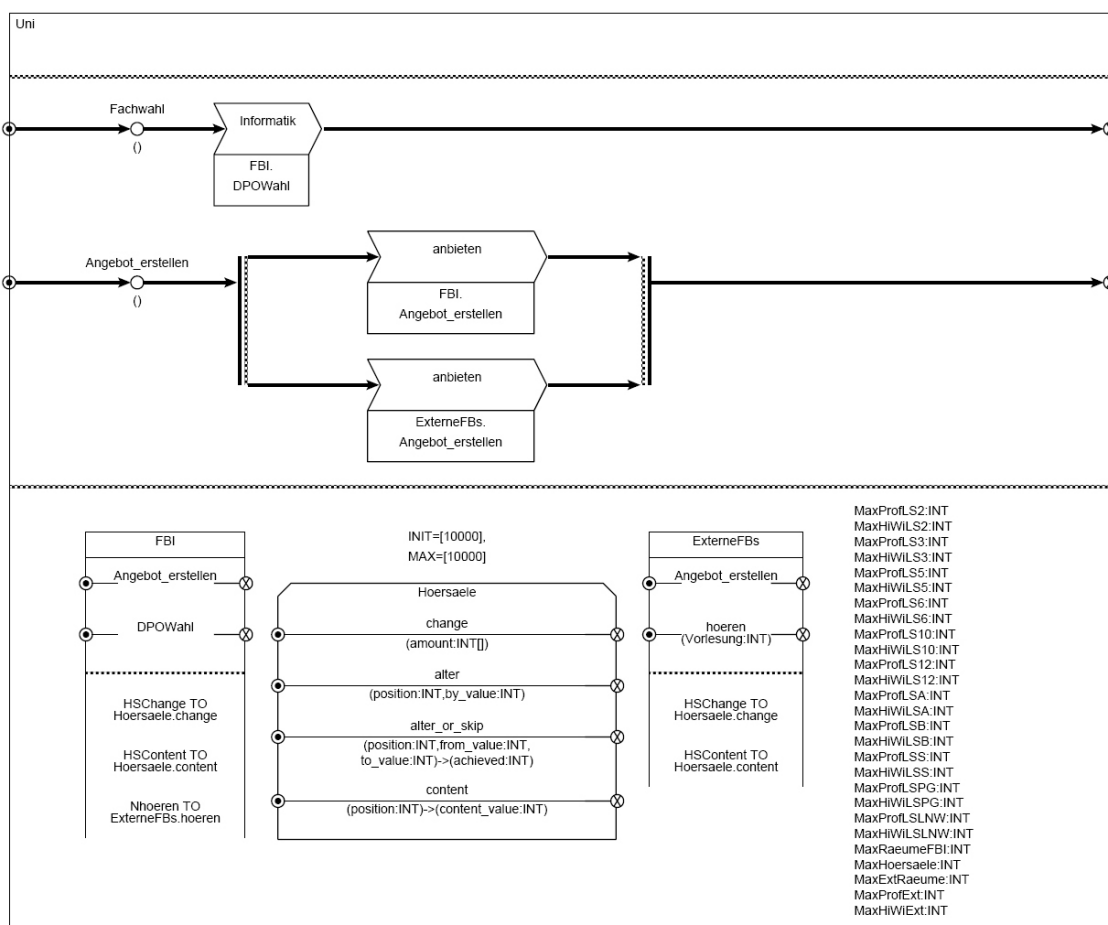 Uni
Fachwahl
()
Informatik
FBI.
DPOWahl
Angebot_erstellen
()
anbieten
FBI.
Angebot_erstellen
anbieten
ExterneFBs.
Angebot_erstellen
FBI
Angebot_erstellen
DPOWahl
HSChange TO
Hoersaele.change
HSContent TO
Hoersaele.content
Nhoeren TO
ExterneFBs.hoeren
INIT=[10000],
MAX=[10000]
Hoersaele
change
(amount:INT[])
alter
(position:INT,by_value:INT)
alter_or_skip
(position:INT,from_value:INT,
to_value:INT)->(achieved:INT)
content
(position:INT)->(content_value:INT)
ExterneFBs
Angebot_erstellen
hoeren
(Vorlesung:INT)
HSChange TO
Hoersaele.change
HSContent TO
Hoersaele.content
MaxProfLS2:INT
MaxHiWiLS2:INT
MaxProfLS3:INT
MaxHiWiLS3:INT
MaxProfLS5:INT
MaxHiWiLS5:INT
MaxProfLS6:INT
MaxHiWiLS6:INT
MaxProfLS10:INT
MaxHiWiLS10:INT
MaxProfLS12:INT
MaxHiWiLS12:INT
MaxProfLSA:INT
MaxHiWiLSA:INT
MaxProfLSB:INT
MaxHiWiLSB:INT
MaxProfLSS:INT
MaxHiWiLSS:INT
MaxProfLSPG:INT
MaxHiWiLSPG:INT
MaxProfLSLNW:INT
MaxHiWiLSLNW:INT
MaxRaeumeFBI:INT
MaxHoersaele:INT
MaxExtRaeume:INT
MaxProfExt:INT
MaxHiWiExt:INT